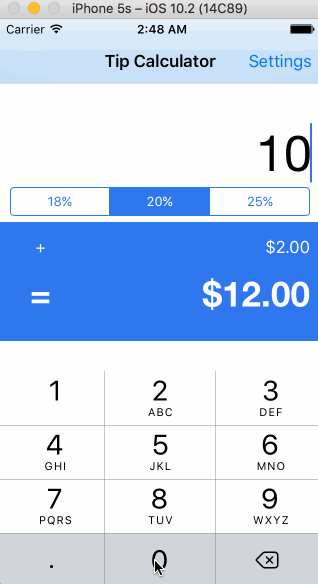 iPhone 5s – iOS 10.2 (14C89)
Carrier 2:48 AM
Tip Calculator Settings
10
18% 20% 25%
+ $2.00
= $12.00
1 2 3
ABC DEF
4 5 6
GHI JKL MNO
7 8 9
PQRS TUV WXYZ
. 0